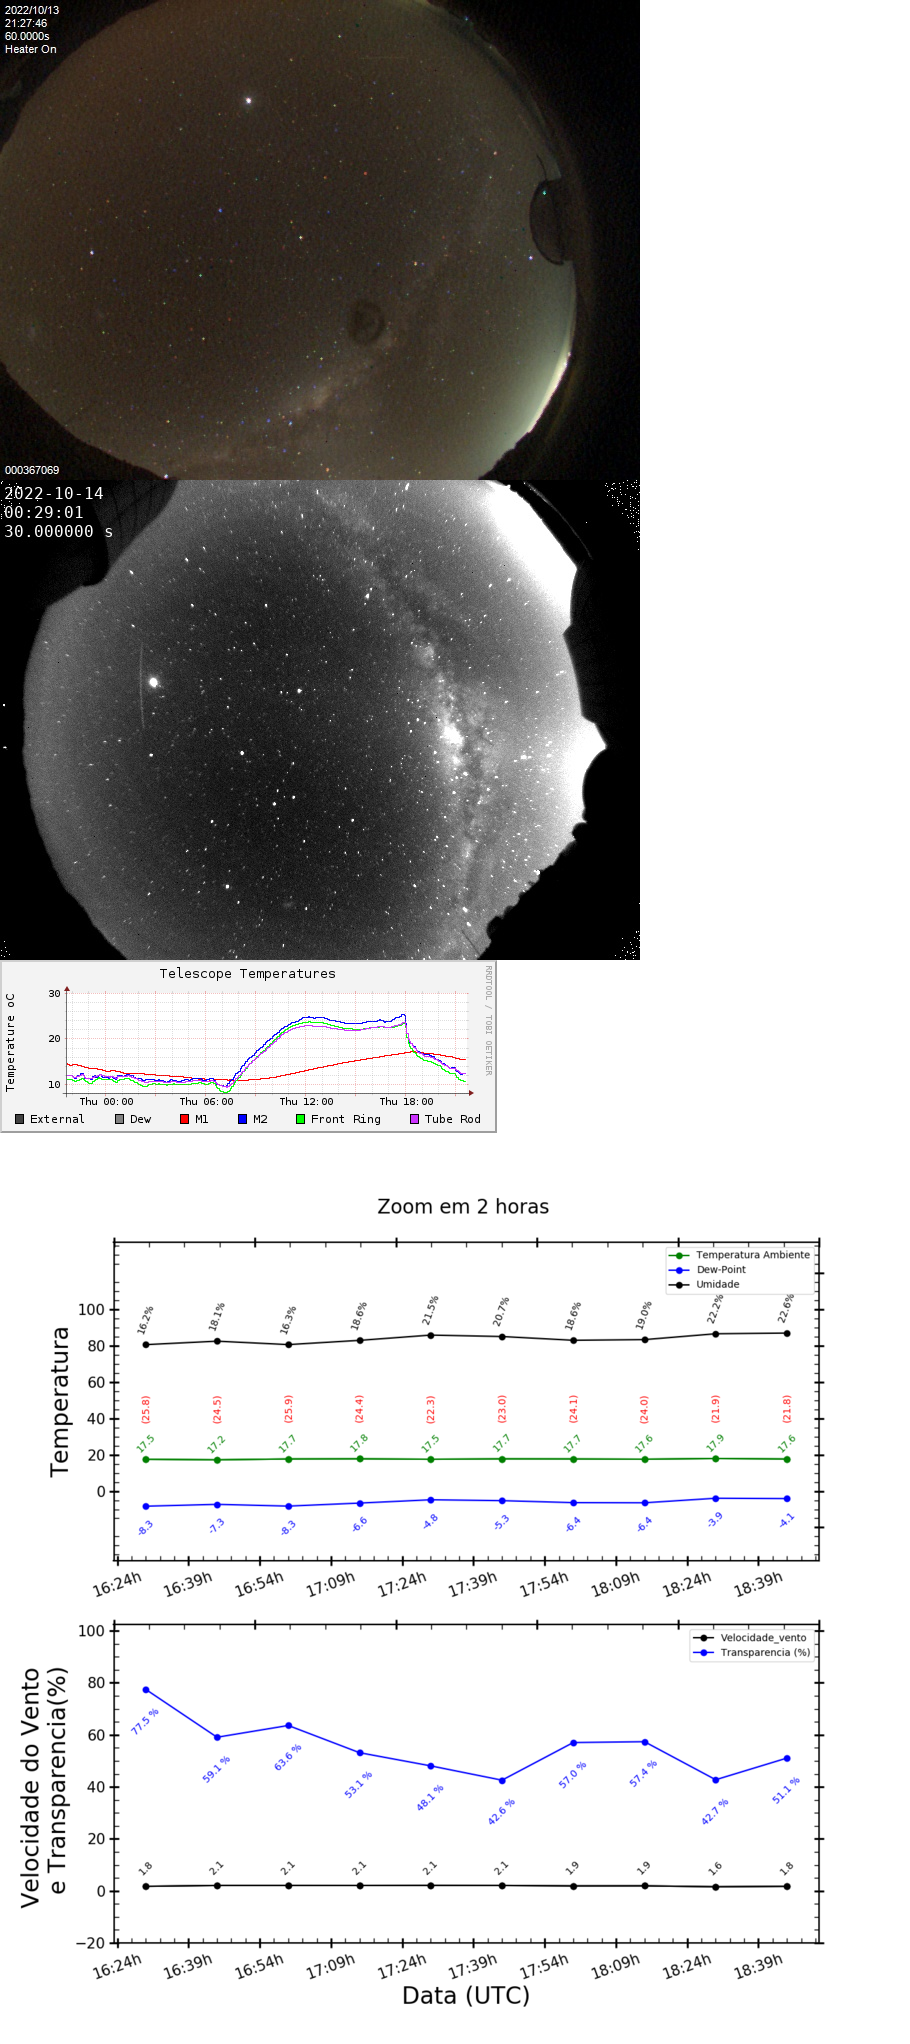 2022/10/13
21:27:46
60.0000s
Heater On
000367069
2022-10-14
00:29:01
30.000000 s
Telescope Temperatures
RRDTOOL / TOBI OETIKER
Temperature oC
30
20
10
Thu 00:00 Thu 06:00 Thu 12:00 Thu 18:00
External Dew M1 M2 Front Ring Tube Rod
Zoom em 2 horas
Temperatura Ambiente
Dew-Point
Umidade
Temperatura
100
80
60
40
20
0
16.2% 18.1% 16.3% 18.6% 21.5% 20.7% 18.6% 19.0% 22.2% 22.6%
(25.8) (24.5) (25.9) (24.4) (22.3) (23.0) (24.1) (24.0) (21.9) (21.8)
17.5 17.2 17.7 17.8 17.5 17.7 17.7 17.6 17.9 17.6
-8.3 -7.3 -8.3 -6.6 -4.8 -5.3 -6.4 -6.4 -3.9 -4.1
16:24h 16:39h 16:54h 17:09h 17:24h 17:39h 17:54h 18:09h 18:24h 18:39h
Velocidade_vento
Transparencia (%)
Velocidade do Vento
e Transparencia(%)
100
80
60
40
20
0
−20
77.5 % 59.1 % 63.6 % 53.1 % 48.1 % 42.6 % 57.0 % 57.4 % 42.7 % 51.1 %
1.8 2.1 2.1 2.1 2.1 2.1 1.9 1.9 1.6 1.8
16:24h 16:39h 16:54h 17:09h 17:24h 17:39h 17:54h 18:09h 18:24h 18:39h
Data (UTC)